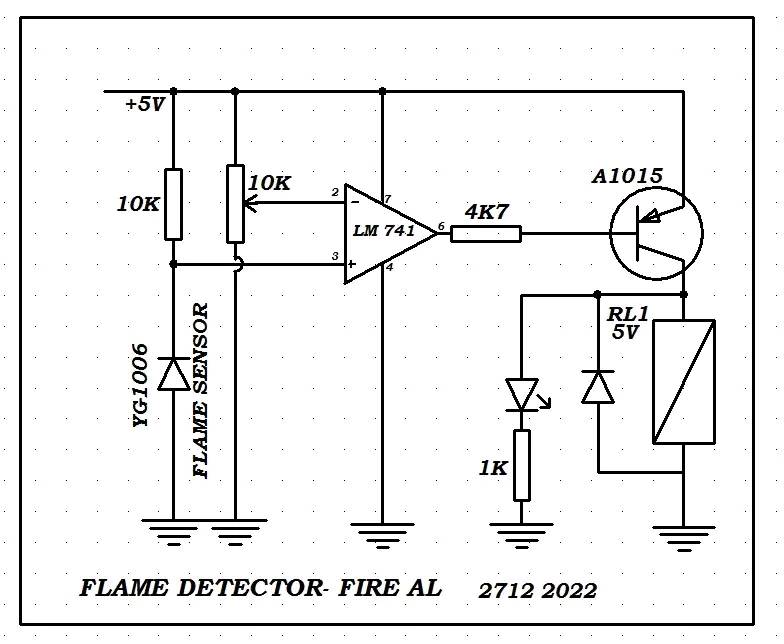 +5V
10K
10K
2
3
7
4
6
LM 741
4K7
A1015
YG1006
FLAME SENSOR
RL1
5V
1K
FLAME DETECTOR- FIRE AL
2712 2022